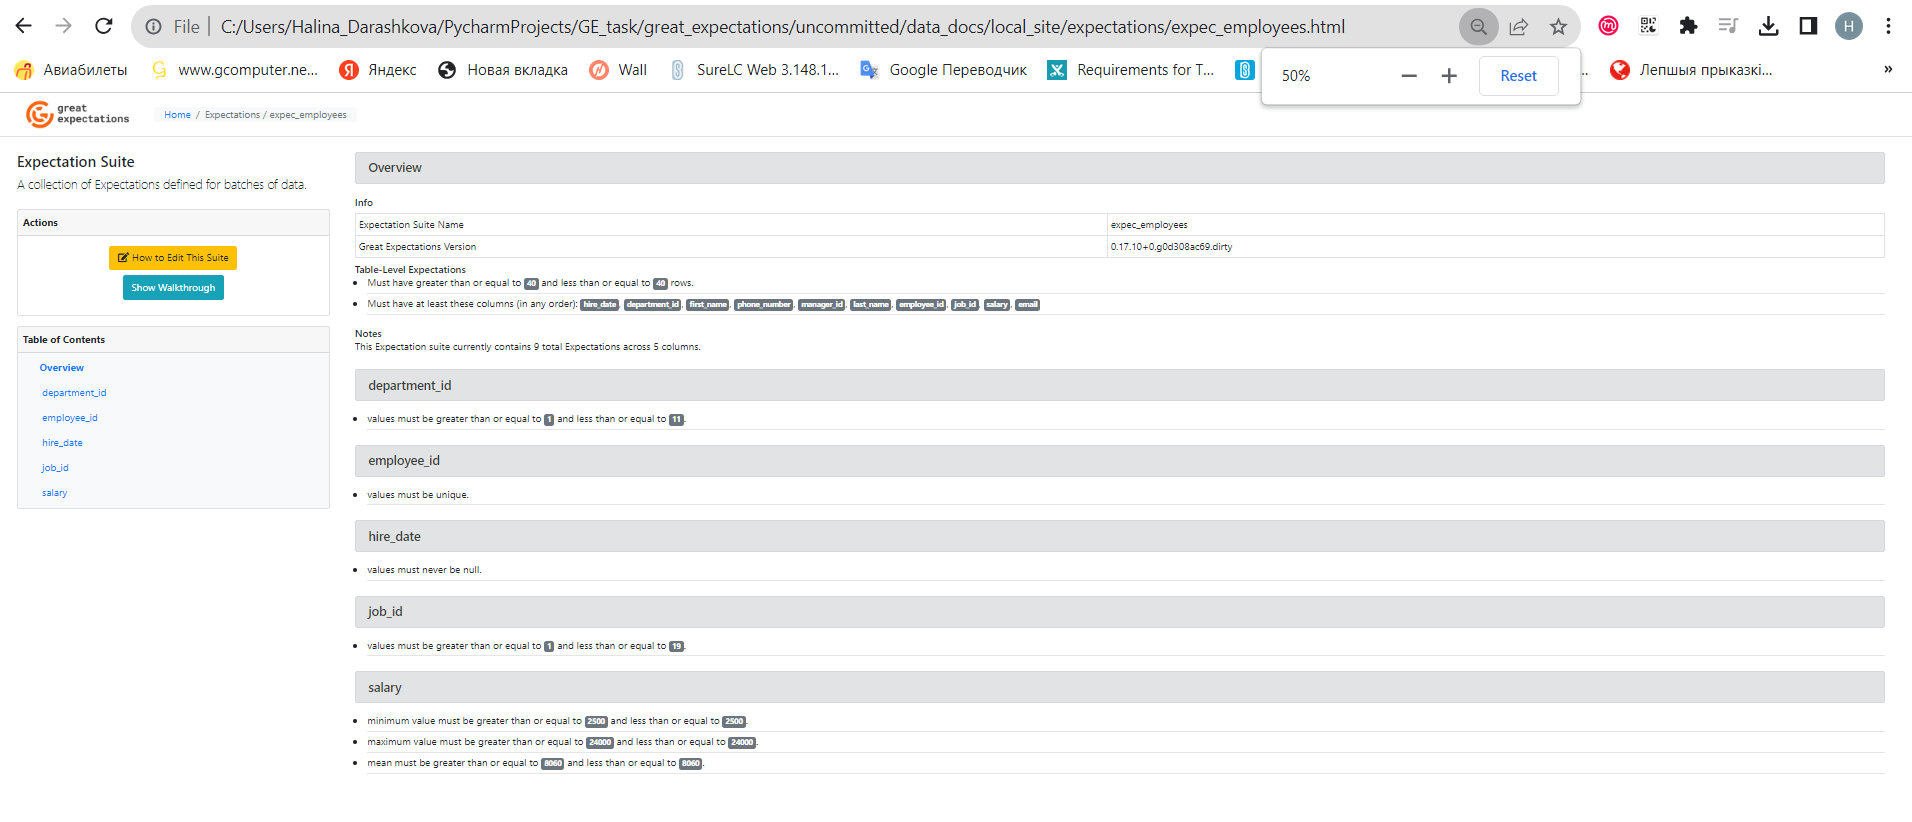 File | C:/Users/Halina_Darashkova/PycharmProjects/GE_task/great_expectations/uncommitted/data_docs/local_site/expectations/expec_employees.html
H
Авиабилеты www.gcomputer.ne... Яндекс Новая вкладка Wall SureLC Web 3.148.1... Google Переводчик Requirements for T... Лепшыя прыказкі... »
50% Reset
great expectations
Home / Expectations / expec_employees
Expectation Suite
A collection of Expectations defined for batches of data.
Actions
How to Edit This Suite
Show Walkthrough
Table of Contents
Overview
department_id
employee_id
hire_date
job_id
salary
Overview
Info
Expectation Suite Name expec_employees
Great Expectations Version 0.17.10+0.g0d308ac69.dirty
Table-Level Expectations
Must have greater than or equal to 40 and less than or equal to 40 rows.
Must have at least these columns (in any order): hire_date, department_id, first_name, phone_number, manager_id, last_name, employee_id, job_id, salary, email
Notes
This Expectation suite currently contains 9 total Expectations across 5 columns.
department_id
values must be greater than or equal to 1 and less than or equal to 11.
employee_id
values must be unique.
hire_date
values must never be null.
job_id
values must be greater than or equal to 1 and less than or equal to 19.
salary
minimum value must be greater than or equal to 2500 and less than or equal to 2500.
maximum value must be greater than or equal to 24000 and less than or equal to 24000.
mean must be greater than or equal to 8060 and less than or equal to 8060.